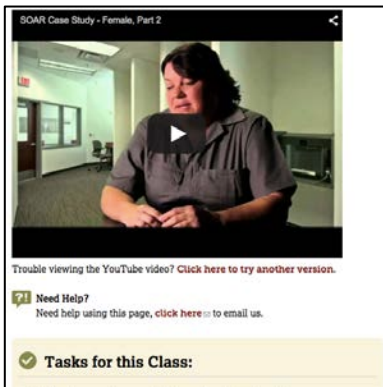 SOAR Case Study - Female, Part 2
Trouble viewing the YouTube video? Click here to try another version.
?! Need Help?
Need help using this page, click here to email us.
Tasks for this Class: